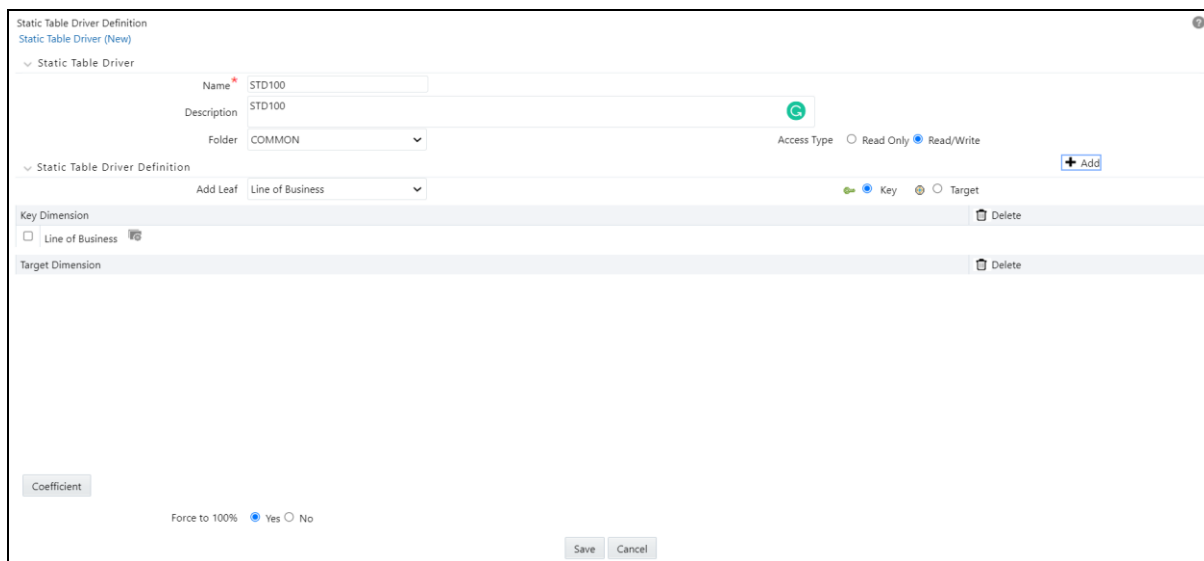 Static Table Driver Definition
Static Table Driver (New)
Static Table Driver
Name* STD100
Description STD100
Folder COMMON Access Type Read Only Read/Write
Static Table Driver Definition Add
Add Leaf Line of Business Key Target
Key Dimension Delete
Line of Business
Target Dimension Delete
Coefficient
Force to 100% Yes No
Save Cancel